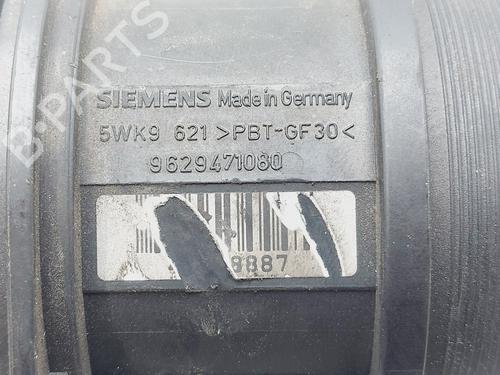 B-PARTS
SIEMENS Made in Germany
5WK9 621 >PBT-GF30<
9629471080
9887